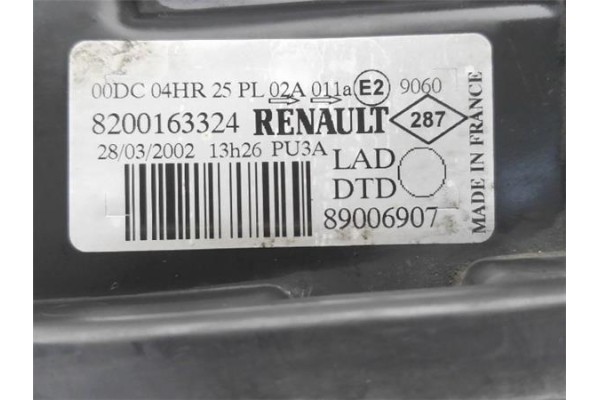 00DC 04HR 25 PL 02A 011a E2 9060
8200163324 RENAULT 287
28/03/2002 13h26 PU3A
LAD
DTD
89006907
MADE IN FRANCE